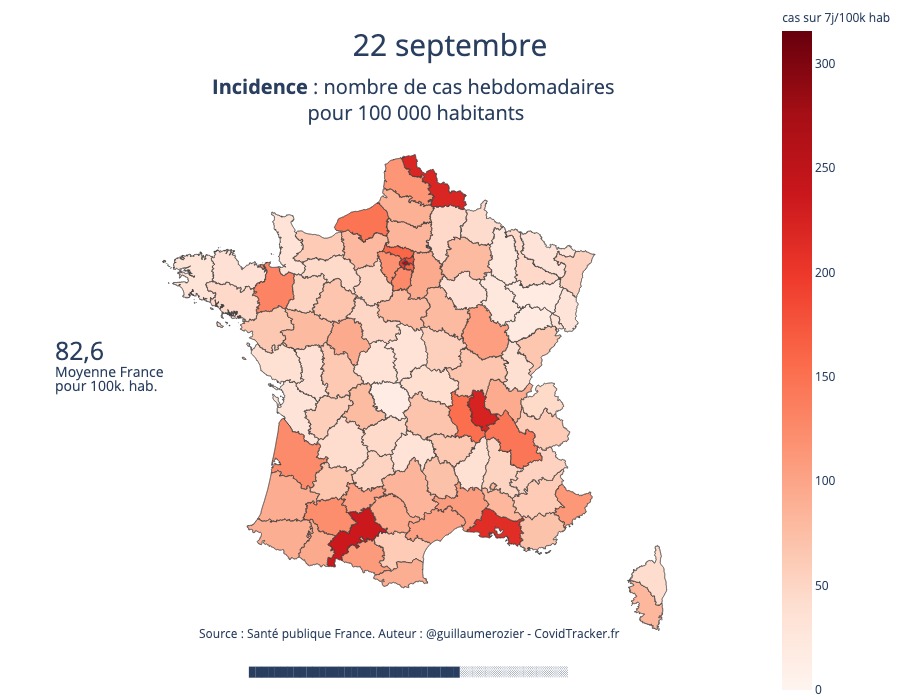 cas sur 7j/100k hab
22 septembre
Incidence : nombre de cas hebdomadaires
pour 100 000 habitants
300
250
200
150
100
50
0
82,6
Moyenne France
pour 100k. hab.
Source : Santé publique France. Auteur : @guillaumerozier - CovidTracker.fr